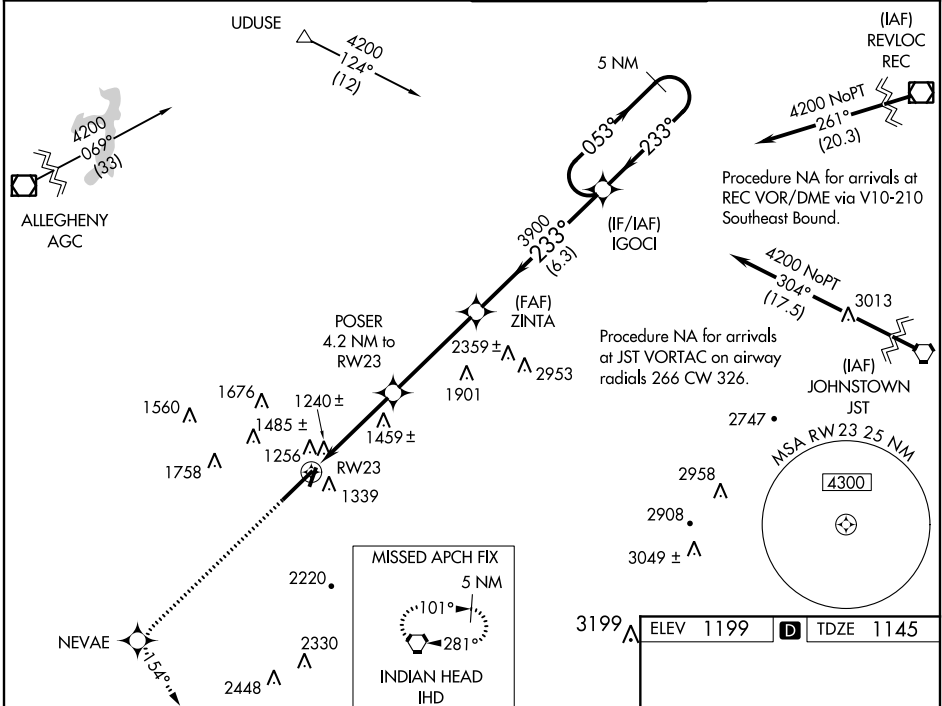 UDUSE
4200
124°
(12)
5 NM
(IAF)
REVLOC
REC
4200 NoPT
261°
(20.3)
4200
069°
(33)
ALLEGHENY
AGC
053°
233°
Procedure NA for arrivals at
REC VOR/DME via V10-210
Southeast Bound.
(IF/IAF)
IGOCI
3900
233°
(6.3)
4200 NoPT
304°
(17.5)
3013
(FAF)
ZINTA
POSER
4.2 NM to
RW23
2359 ±
2953
1901
Procedure NA for arrivals
at JST VORTAC on airway
radials 266 CW 326.
(IAF)
JOHNSTOWN
JST
1560
1676
1240 ±
1485 ±
1459 ±
1256
1758
RW23
1339
2747
MSA RW 23 25 NM
4300
2958
2908
3049 ±
MISSED APCH FIX
5 NM
101°
281°
INDIAN HEAD
IHD
2220
NEVAE
154°
2330
2448
3199
ELEV 1199 D TDZE 1145